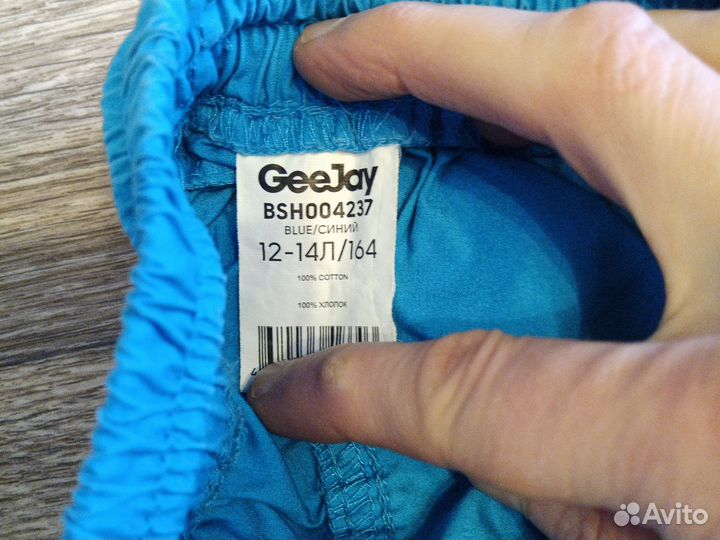 GeeJay
BSH004237
BLUE/СИНИЙ
12-14Л/164
100% COTTON
100% ХЛОПОК
Avito